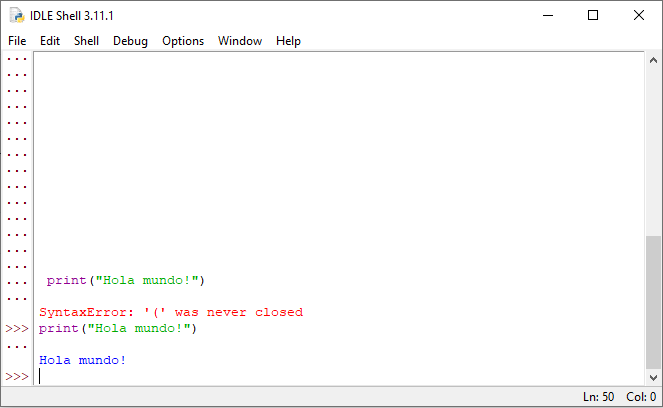 IDLE Shell 3.11.1
File Edit Shell Debug Options Window Help
...
...
...
...
...
...
...
...
...
...
...
...
...
...
... print("Hola mundo!")
...
SyntaxError: '(' was never closed
>>> print("Hola mundo!")
...
Hola mundo!
>>>
Ln: 50 Col: 0